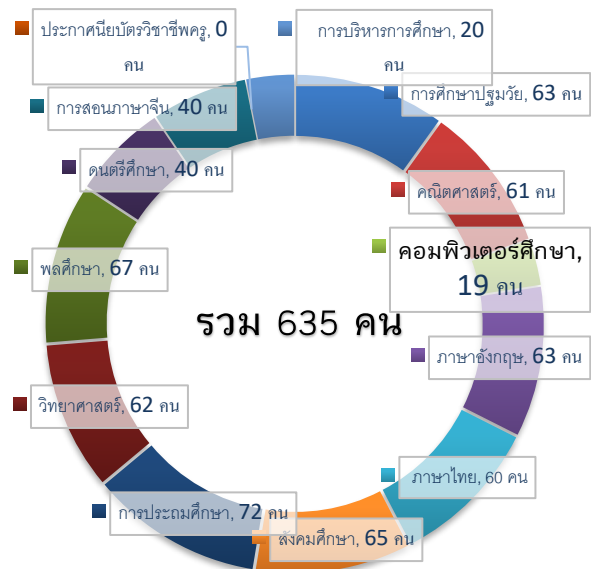 ประกาศนียบัตรวิชาชีพครู, 0
คน
การบริหารการศึกษา, 20
คน
การศึกษาปฐมวัย, 63 คน
การสอนภาษาจีน, 40 คน
ดนตรีศึกษา, 40 คน
คณิตศาสตร์, 61 คน
คอมพิวเตอร์ศึกษา,
19 คน
พลศึกษา, 67 คน
รวม 635 คน
ภาษาอังกฤษ, 63 คน
วิทยาศาสตร์, 62 คน
ภาษาไทย, 60 คน
การประถมศึกษา, 72 คน
สังคมศึกษา, 65 คน